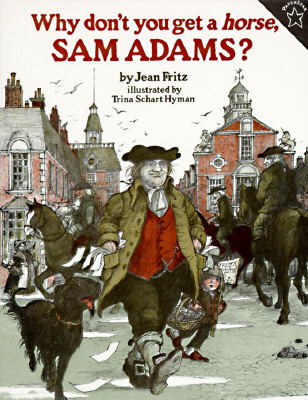 Why don't you get a horse,
SAM ADAMS?
by Jean Fritz
illustrated by
Trina Schart Hyman